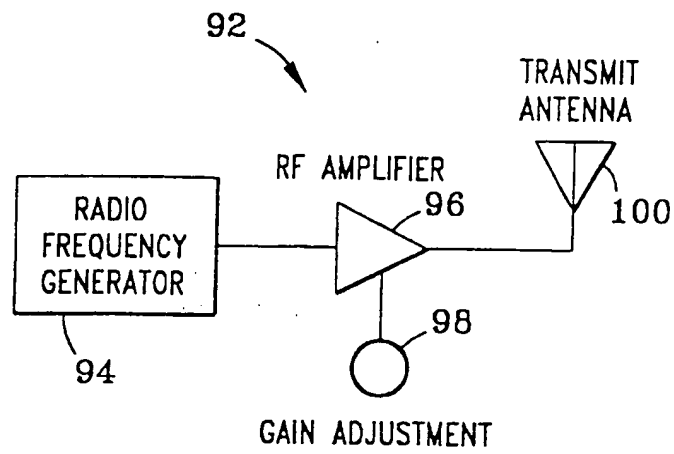 92
TRANSMIT
ANTENNA
RF AMPLIFIER
96
100
RADIO
FREQUENCY
GENERATOR
94
98
GAIN ADJUSTMENT